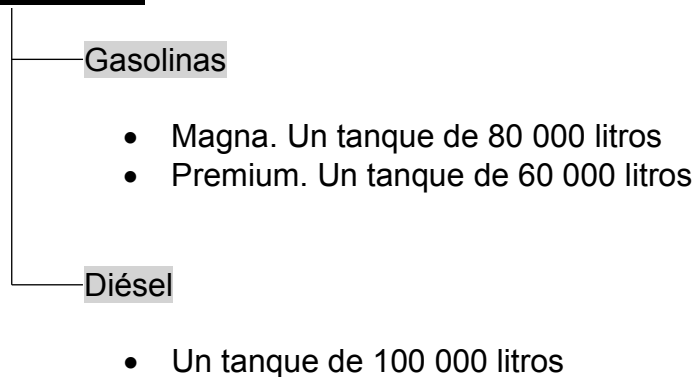 Gasolinas
• Magna. Un tanque de 80 000 litros
• Premium. Un tanque de 60 000 litros
Diésel
• Un tanque de 100 000 litros